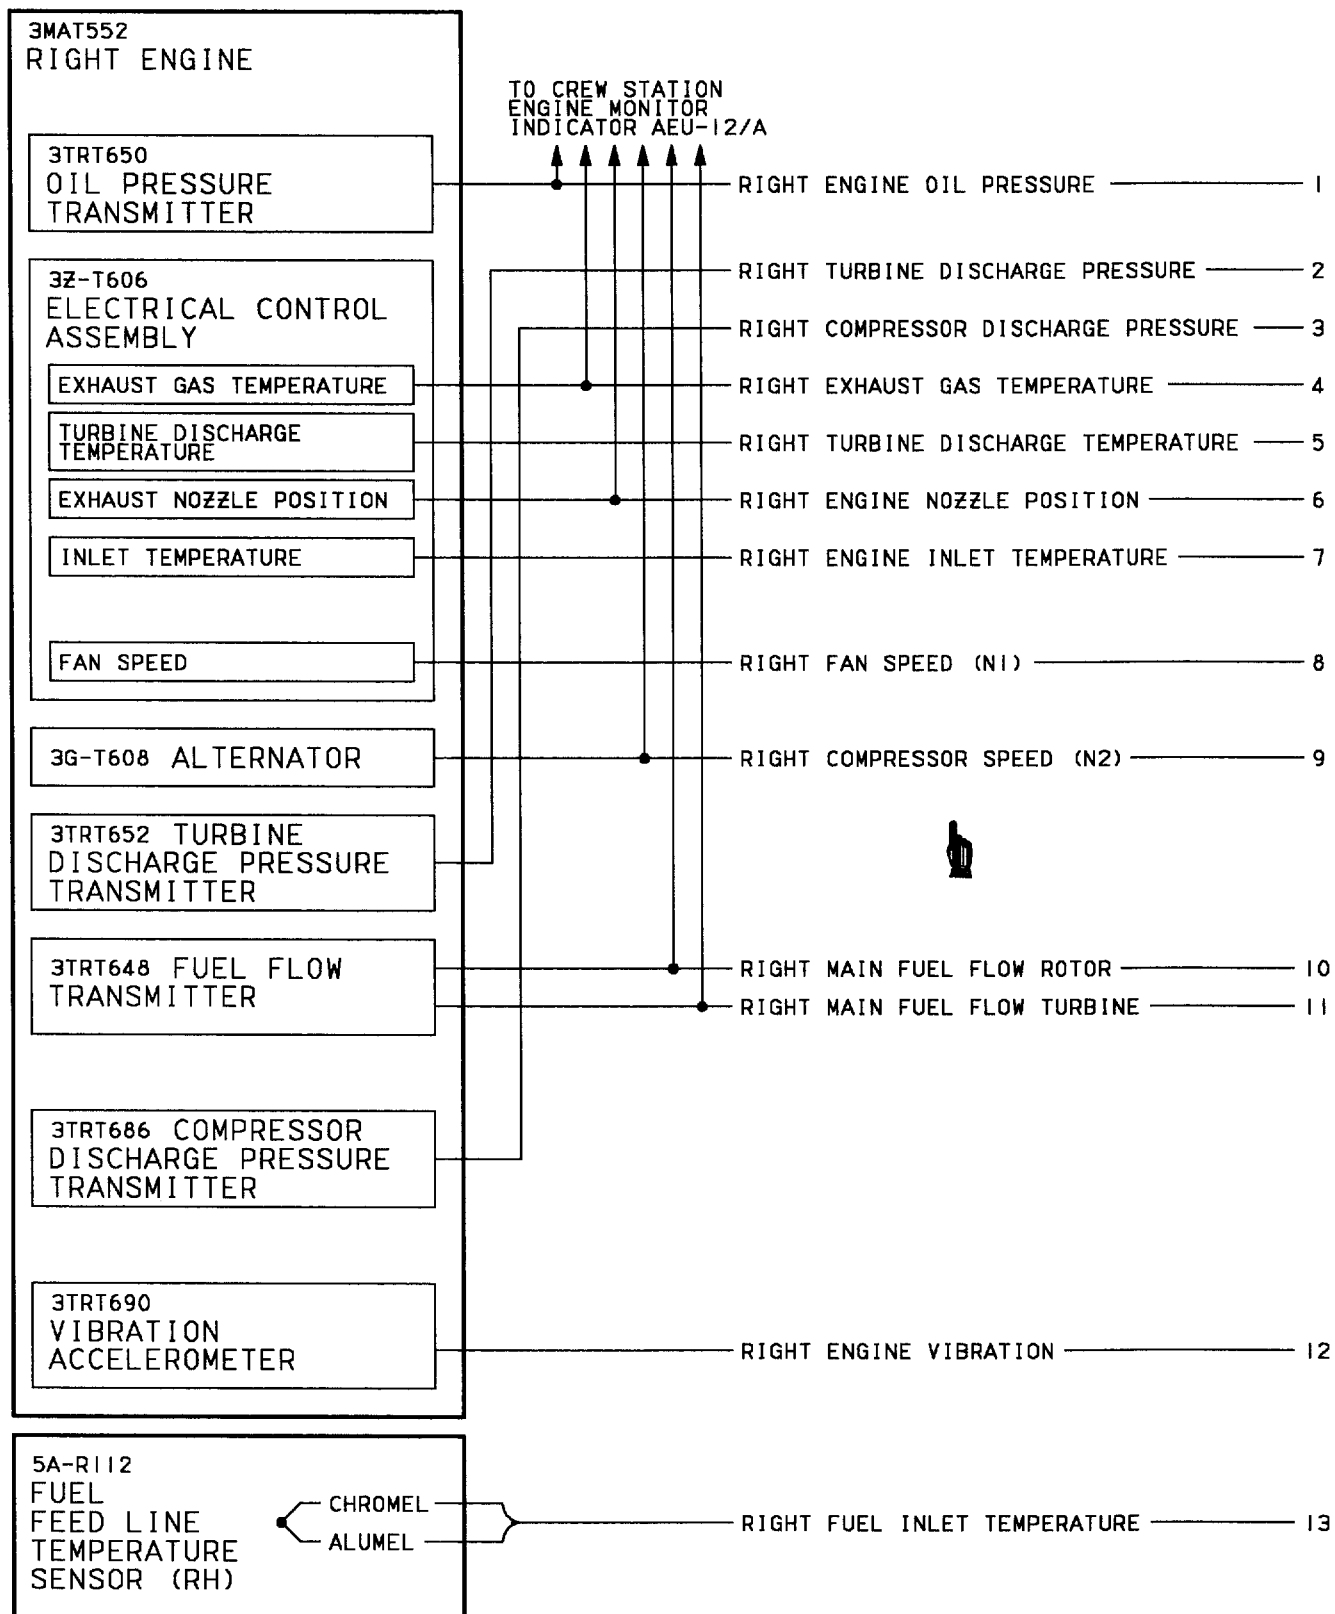 3MAT552
RIGHT ENGINE
TO CREW STATION
ENGINE MONITOR
INDICATOR AEU-12/A
3TRT650
OIL PRESSURE
TRANSMITTER
RIGHT ENGINE OIL PRESSURE 1
3Z-T606
ELECTRICAL CONTROL
ASSEMBLY
RIGHT TURBINE DISCHARGE PRESSURE 2
RIGHT COMPRESSOR DISCHARGE PRESSURE 3
EXHAUST GAS TEMPERATURE
RIGHT EXHAUST GAS TEMPERATURE 4
TURBINE DISCHARGE
TEMPERATURE
RIGHT TURBINE DISCHARGE TEMPERATURE 5
EXHAUST NOZZLE POSITION
RIGHT ENGINE NOZZLE POSITION 6
INLET TEMPERATURE
RIGHT ENGINE INLET TEMPERATURE 7
FAN SPEED
RIGHT FAN SPEED (N1) 8
3G-T608 ALTERNATOR
RIGHT COMPRESSOR SPEED (N2) 9
3TRT652 TURBINE
DISCHARGE PRESSURE
TRANSMITTER
3TRT648 FUEL FLOW
TRANSMITTER
RIGHT MAIN FUEL FLOW ROTOR 10
RIGHT MAIN FUEL FLOW TURBINE 11
3TRT686 COMPRESSOR
DISCHARGE PRESSURE
TRANSMITTER
3TRT690
VIBRATION
ACCELEROMETER
RIGHT ENGINE VIBRATION 12
5A-R112
FUEL
FEED LINE
TEMPERATURE
SENSOR (RH)
CHROMEL
ALUMEL
RIGHT FUEL INLET TEMPERATURE 13